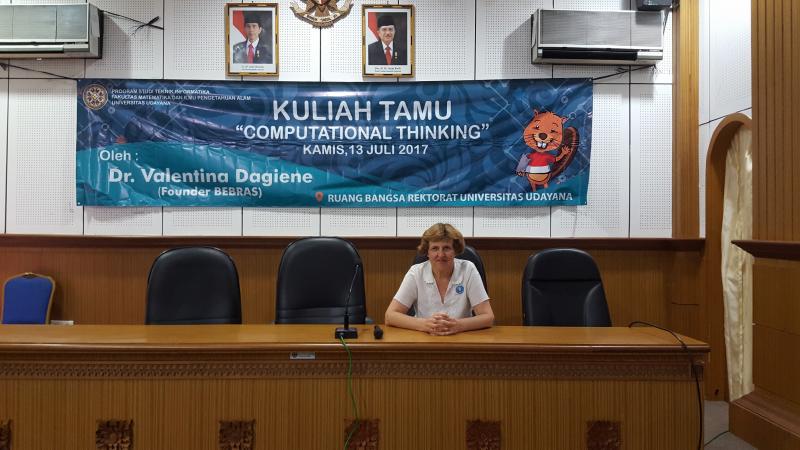 PROGRAM STUDI TEKNIK INFORMATIKA
FAKULTAS MATEMATIKA DAN ILMU PENGETAHUAN ALAM
UNIVERSITAS UDAYANA
KULIAH TAMU
“COMPUTATIONAL THINKING”
KAMIS,13 JULI 2017
Oleh :
Dr. Valentina Dagiene
(Founder BEBRAS)
RUANG BANGSA REKTORAT UNIVERSITAS UDAYANA